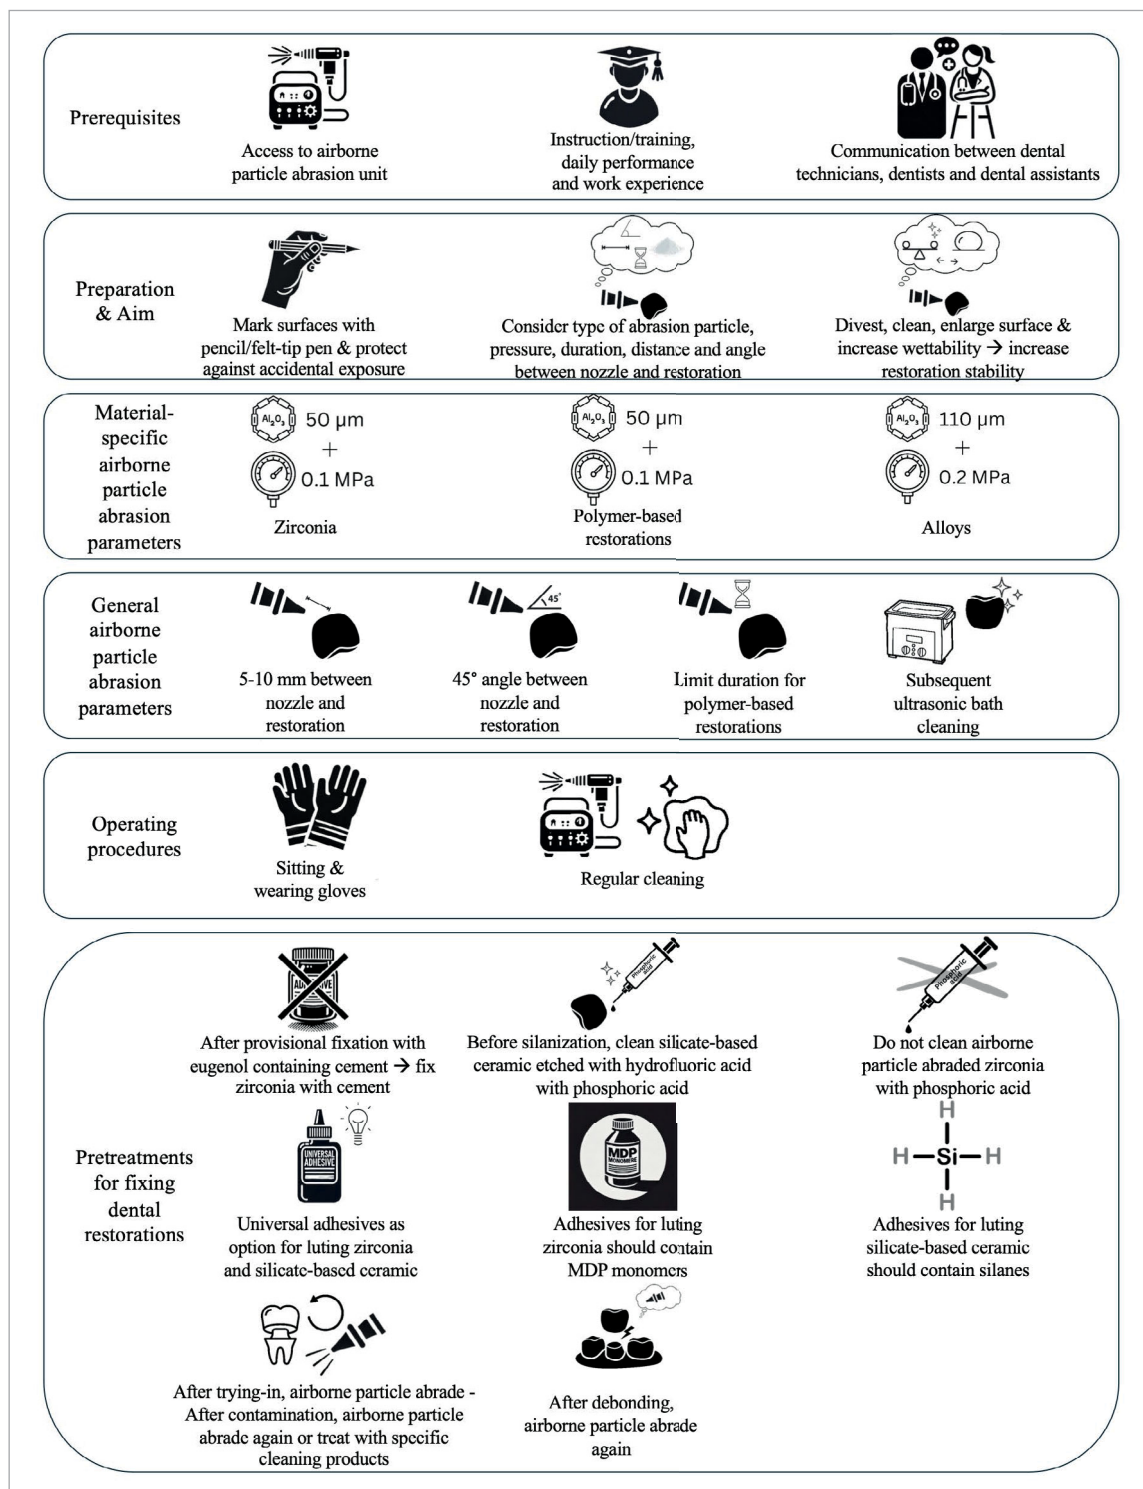 Prerequisites
Access to airborne
particle abrasion unit
Instruction/training,
daily performance
and work experience
Communication between dental
technicians, dentists and dental assistants
Preparation
& Aim
Mark surfaces with
pencil/felt-tip pen & protect
against accidental exposure
Consider type of abrasion particle,
pressure, duration, distance and angle
between nozzle and restoration
Divest, clean, enlarge surface &
increase wettability → increase
restoration stability
Material-
specific
airborne
particle
abrasion
parameters
Al₂O₃ 50 µm
+
0.1 MPa
Zirconia
Al₂O₃ 50 µm
+
0.1 MPa
Polymer-based
restorations
Al₂O₃ 110 µm
+
0.2 MPa
Alloys
General
airborne
particle
abrasion
parameters
5-10 mm between
nozzle and
restoration
45°
45° angle between
nozzle and
restoration
Limit duration for
polymer-based
restorations
Subsequent
ultrasonic bath
cleaning
Operating
procedures
Sitting &
wearing gloves
Regular cleaning
Pretreatments
for fixing
dental
restorations
After provisional fixation with
eugenol containing cement → fix
zirconia with cement
Phosphoric
acid
Before silanization, clean silicate-based
ceramic etched with hydrofluoric acid
with phosphoric acid
Phosphoric
acid
Do not clean airborne
particle abraded zirconia
with phosphoric acid
UNIVERSAL
ADHESIVE
Universal adhesives as
option for luting zirconia
and silicate-based ceramic
MDP
MONOMERE
Adhesives for luting
zirconia should contain
MDP monomers
H
H Si H
H
Adhesives for luting
silicate-based ceramic
should contain silanes
After trying-in, airborne particle abrade -
After contamination, airborne particle
abrade again or treat with specific
cleaning products
After debonding,
airborne particle abrade
again